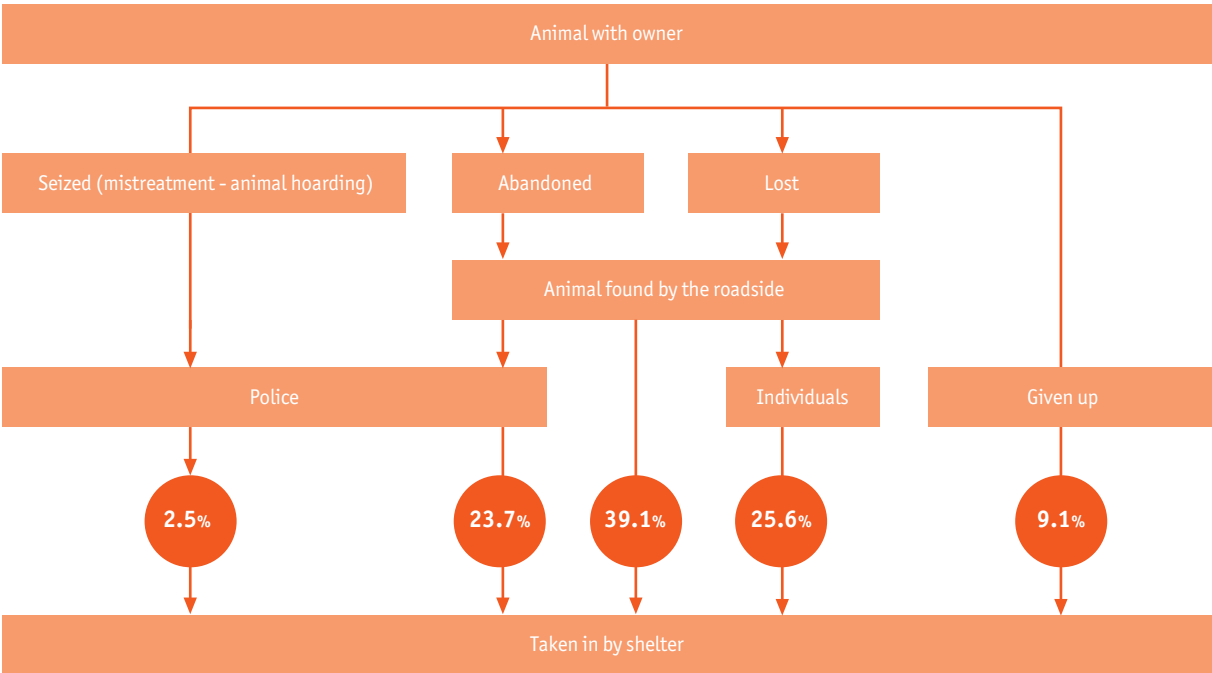 Animal with owner
Seized (mistreatment - animal hoarding)
Abandoned
Lost
Animal found by the roadside
Police
Individuals
Given up
2.5%
23.7%
39.1%
25.6%
9.1%
Taken in by shelter